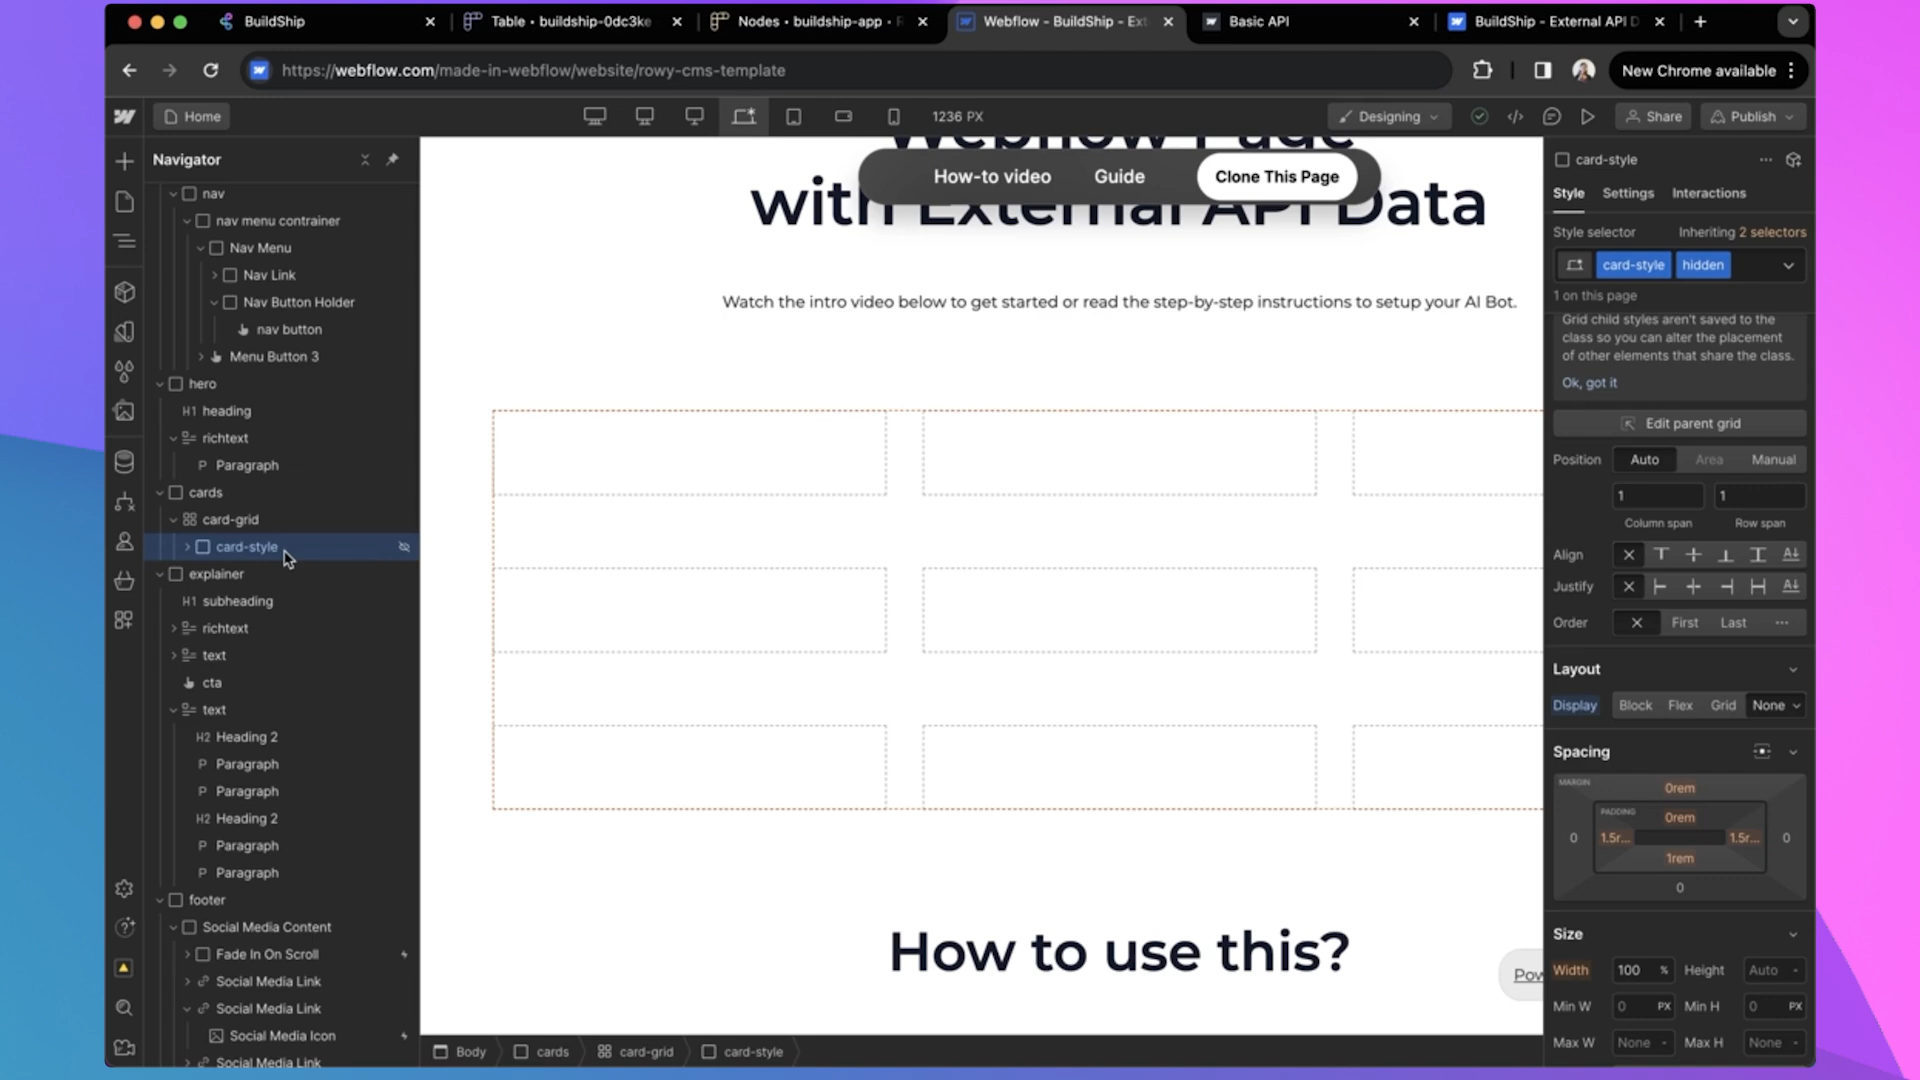 BuildShip
Table • buildship-0dc3ke
Nodes • buildship-app •
Webflow - BuildShip - Ext
Basic API
BuildShip - External API D
https://webflow.com/made-in-webflow/website/rowy-cms-template
New Chrome available
Home
1236 PX
Designing
Share
Publish
Navigator
nav
nav menu contrainer
Nav Menu
Nav Link
Nav Button Holder
nav button
Menu Button 3
hero
H1 heading
richtext
P Paragraph
cards
card-grid
card-style
explainer
H1 subheading
richtext
text
cta
text
H2 Heading 2
P Paragraph
P Paragraph
H2 Heading 2
P Paragraph
P Paragraph
footer
Social Media Content
Fade In On Scroll
Social Media Link
Social Media Link
Social Media Icon
Social Media Link
Webflow Page
with External API Data
How-to video
Guide
Clone This Page
Watch the intro video below to get started or read the step-by-step instructions to setup your AI Bot.
How to use this?
Pow
Body
cards
card-grid
card-style
card-style
Style
Settings
Interactions
Style selector
Inheriting 2 selectors
card-style
hidden
1 on this page
Grid child styles aren't saved to the
class so you can alter the placement
of other elements that share the class.
Ok, got it
Edit parent grid
Position
Auto
Area
Manual
1
1
Column span
Row span
Align
Justify
Order
First
Last
Layout
Display
Block
Flex
Grid
None
Spacing
MARGIN
0rem
PADDING
0rem
0
1.5r...
1.5r...
0
1rem
0
Size
Width
100 %
Height
Auto -
Min W
0 PX
Min H
0 PX
Max W
None -
Max H
None -